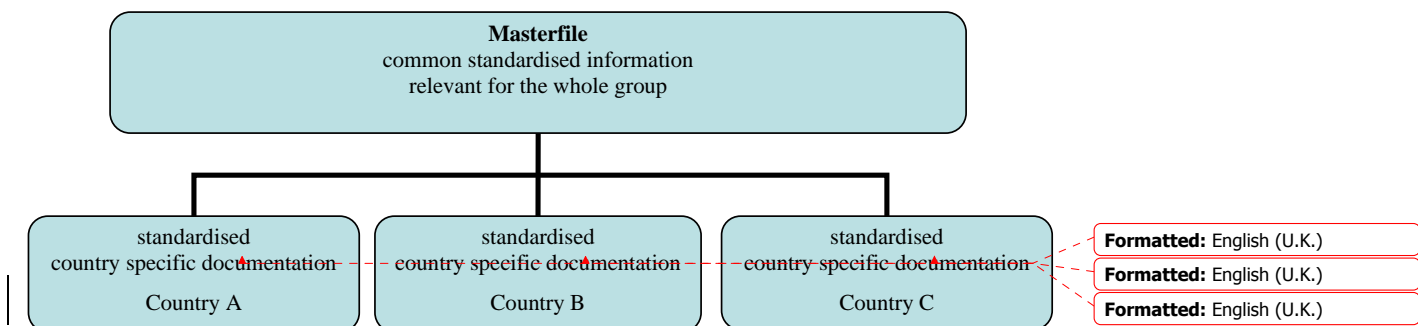 Masterfile
common standardised information
relevant for the whole group
standardised
country specific documentation
Country A
standardised
country specific documentation
Country B
standardised
country specific documentation
Country C
Formatted: English (U.K.)
Formatted: English (U.K.)
Formatted: English (U.K.)